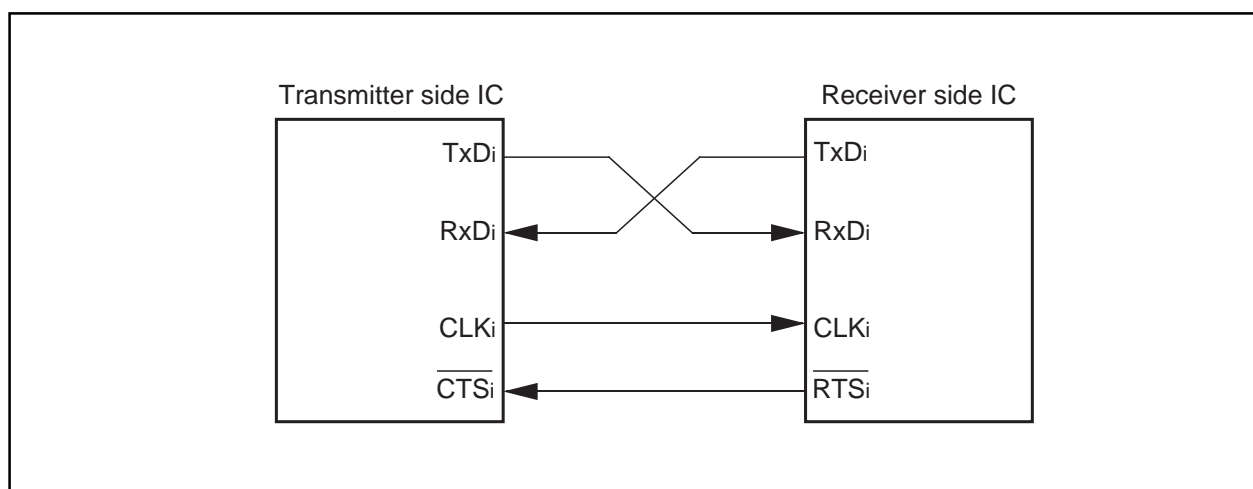 Transmitter side IC
Receiver side IC
TxDi
TxDi
RxDi
RxDi
CLKi
CLKi
CTSi
RTSi